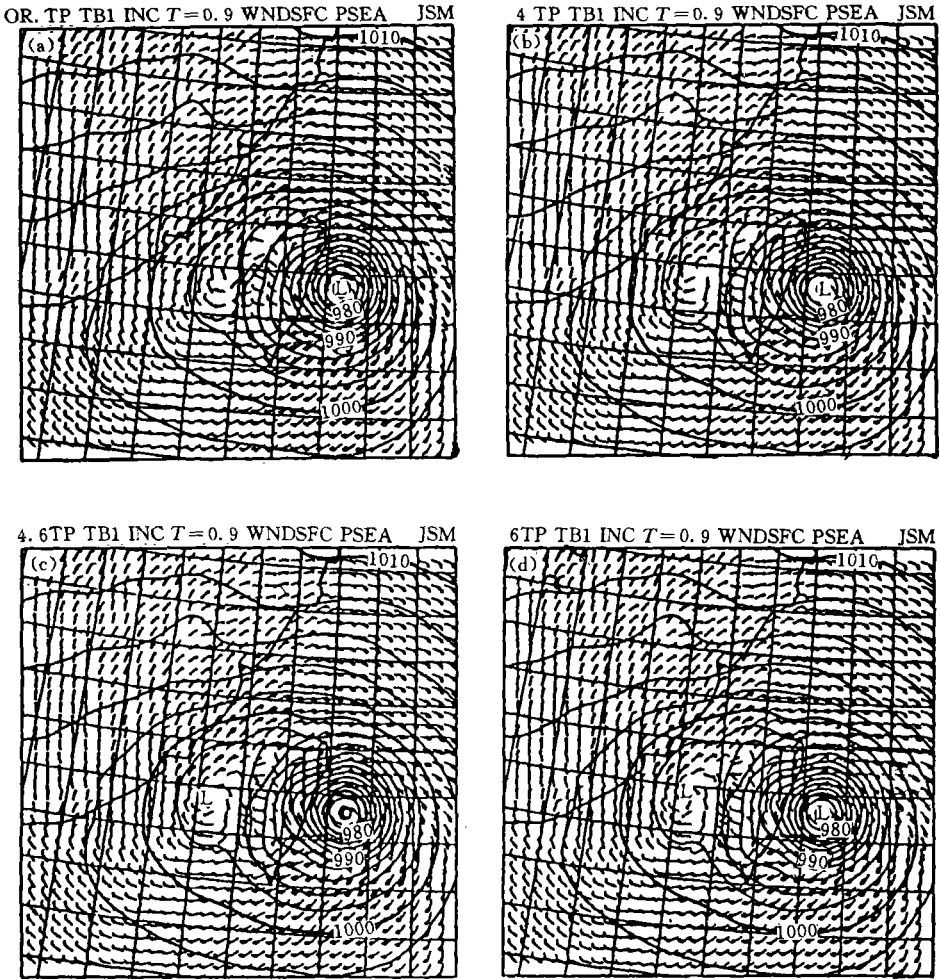 OR. TP TB1 INC T=0. 9 WNDSFC PSEA JSM
(a)
1010
L
980
990
1000
4 TP TB1 INC T=0. 9 WNDSFC PSEA JSM
(b)
1010
L
980
990
1000
4. 6TP TB1 INC T=0. 9 WNDSFC PSEA JSM
(c)
1010
L
980
990
1000
6TP TB1 INC T=0. 9 WNDSFC PSEA JSM
(d)
1010
L
L
980
990
1000